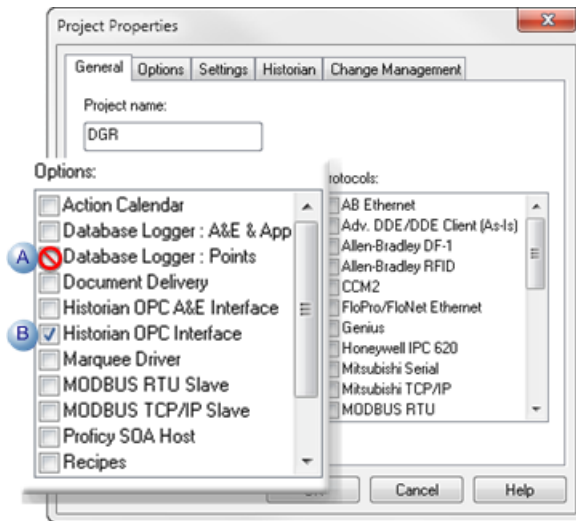 Project Properties
x
General Options Settings Historian Change Management
Project name:
DGR
Options:
Action Calendar
Database Logger : A&E & App
A Database Logger : Points
Document Delivery
Historian OPC A&E Interface
B Historian OPC Interface
Marquee Driver
MODBUS RTU Slave
MODBUS TCP/IP Slave
Proficy SOA Host
Recipes
rotocols:
AB Ethernet
Adv. DDE/DDE Client (As-Is)
Allen-Bradley DF-1
Allen-Bradley RFID
CCM2
FloPro/FloNet Ethernet
Genius
Honeywell IPC 620
Mitsubishi Serial
Mitsubishi TCP/IP
MODBUS RTU
Cancel Help